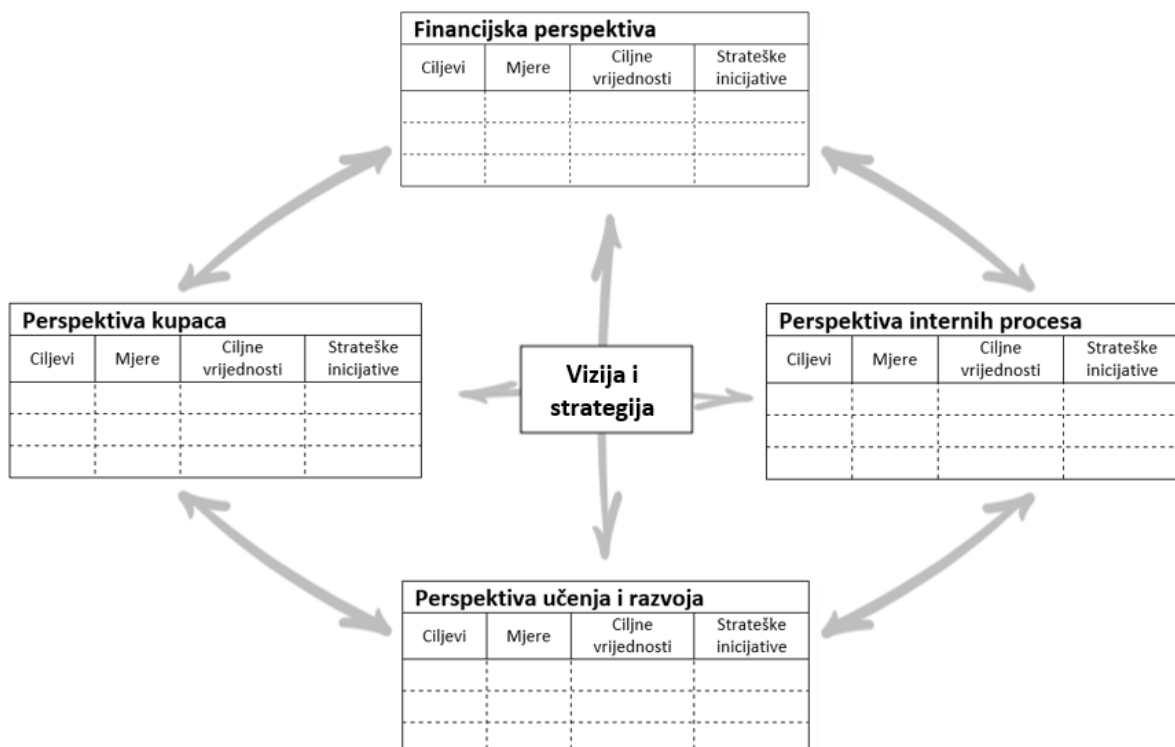 Financijska perspektiva
Ciljevi Mjere Ciljne vrijednosti Strateške inicijative
Perspektiva kupaca
Ciljevi Mjere Ciljne vrijednosti Strateške inicijative
Vizija i
strategija
Perspektiva internih procesa
Ciljevi Mjere Ciljne vrijednosti Strateške inicijative
Perspektiva učenja i razvoja
Ciljevi Mjere Ciljne vrijednosti Strateške inicijative